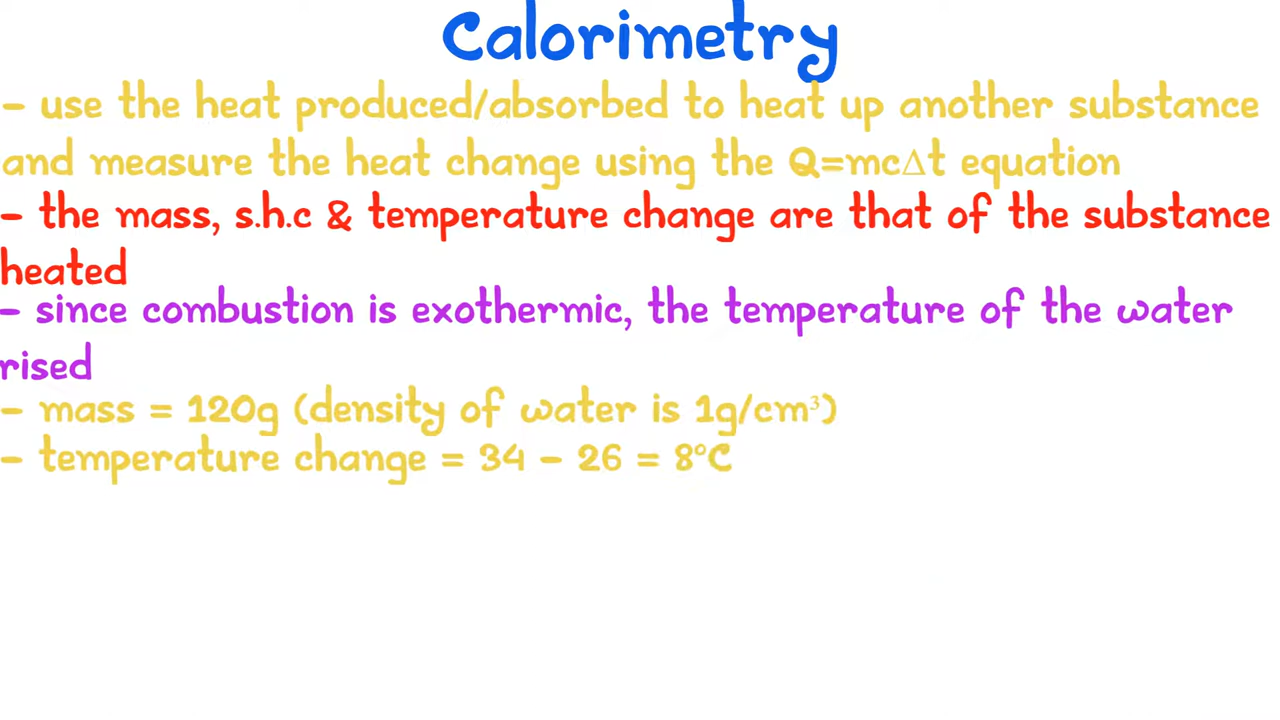 Calorimetry
- use the heat produced/absorbed to heat up another substance
and measure the heat change using the Q=mc∆t equation
- the mass, s.h.c & temperature change are that of the substance
heated
- since combustion is exothermic, the temperature of the water
rised
- mass = 120g (density of water is 1g/cm³)
- temperature change = 34 - 26 = 8°C